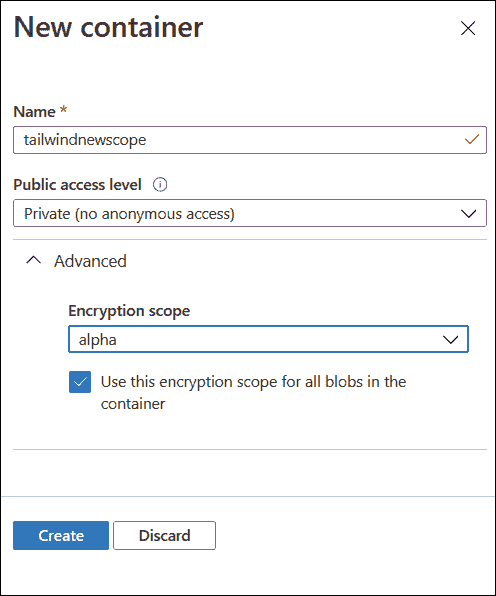 New container
Name *
tailwindnewscope
Public access level
Private (no anonymous access)
Advanced
Encryption scope
alpha
Use this encryption scope for all blobs in the
container
Create
Discard